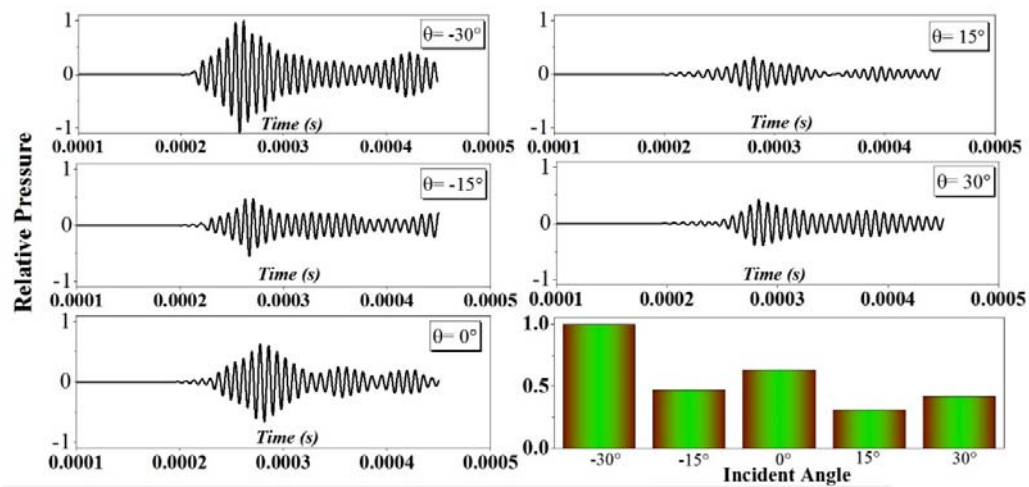 Relative Pressure
1
0
-1
θ= -30°
Time (s)
0.0001 0.0002 0.0003 0.0004 0.0005
1
0
-1
θ= 15°
Time (s)
0.0001 0.0002 0.0003 0.0004 0.0005
1
0
-1
θ= -15°
Time (s)
0.0001 0.0002 0.0003 0.0004 0.0005
1
0
-1
θ= 30°
Time (s)
0.0001 0.0002 0.0003 0.0004 0.0005
1
0
-1
θ= 0°
Time (s)
0.0001 0.0002 0.0003 0.0004 0.0005
1.0
0.5
0.0
-30° -15° 0° 15° 30°
Incident Angle